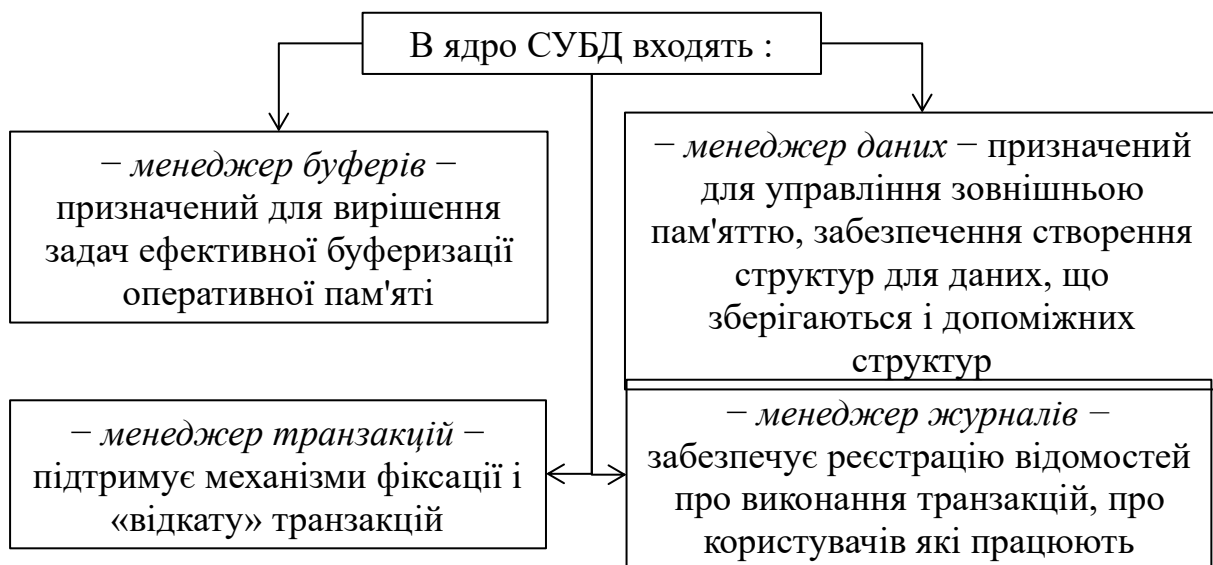 В ядро СУБД входять :
− менеджер буферів −
призначений для вирішення
задач ефективної буферизації
оперативної пам'яті
− менеджер даних − призначений
для управління зовнішньою
пам'яттю, забезпечення створення
структур для даних, що
зберігаються і допоміжних
структур
− менеджер транзакцій −
підтримує механізми фіксації і
«відкату» транзакцій
− менеджер журналів −
забезпечує реєстрацію відомостей
про виконання транзакцій, про
користувачів які працюють